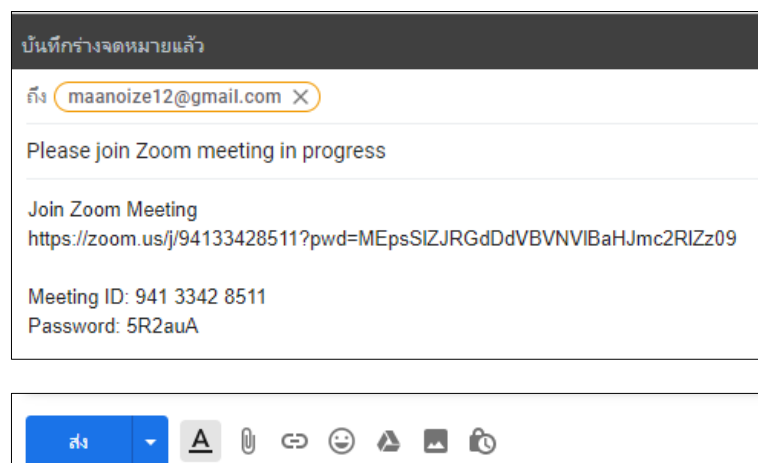 บันทึกร่างจดหมายแล้ว
ถึง maanoize12@gmail.com
Please join Zoom meeting in progress
Join Zoom Meeting
https://zoom.us/j/94133428511?pwd=MEpsSlZJRGdDdVBVNVlBaHJmc2RlZz09
Meeting ID: 941 3342 8511
Password: 5R2auA
ส่ง